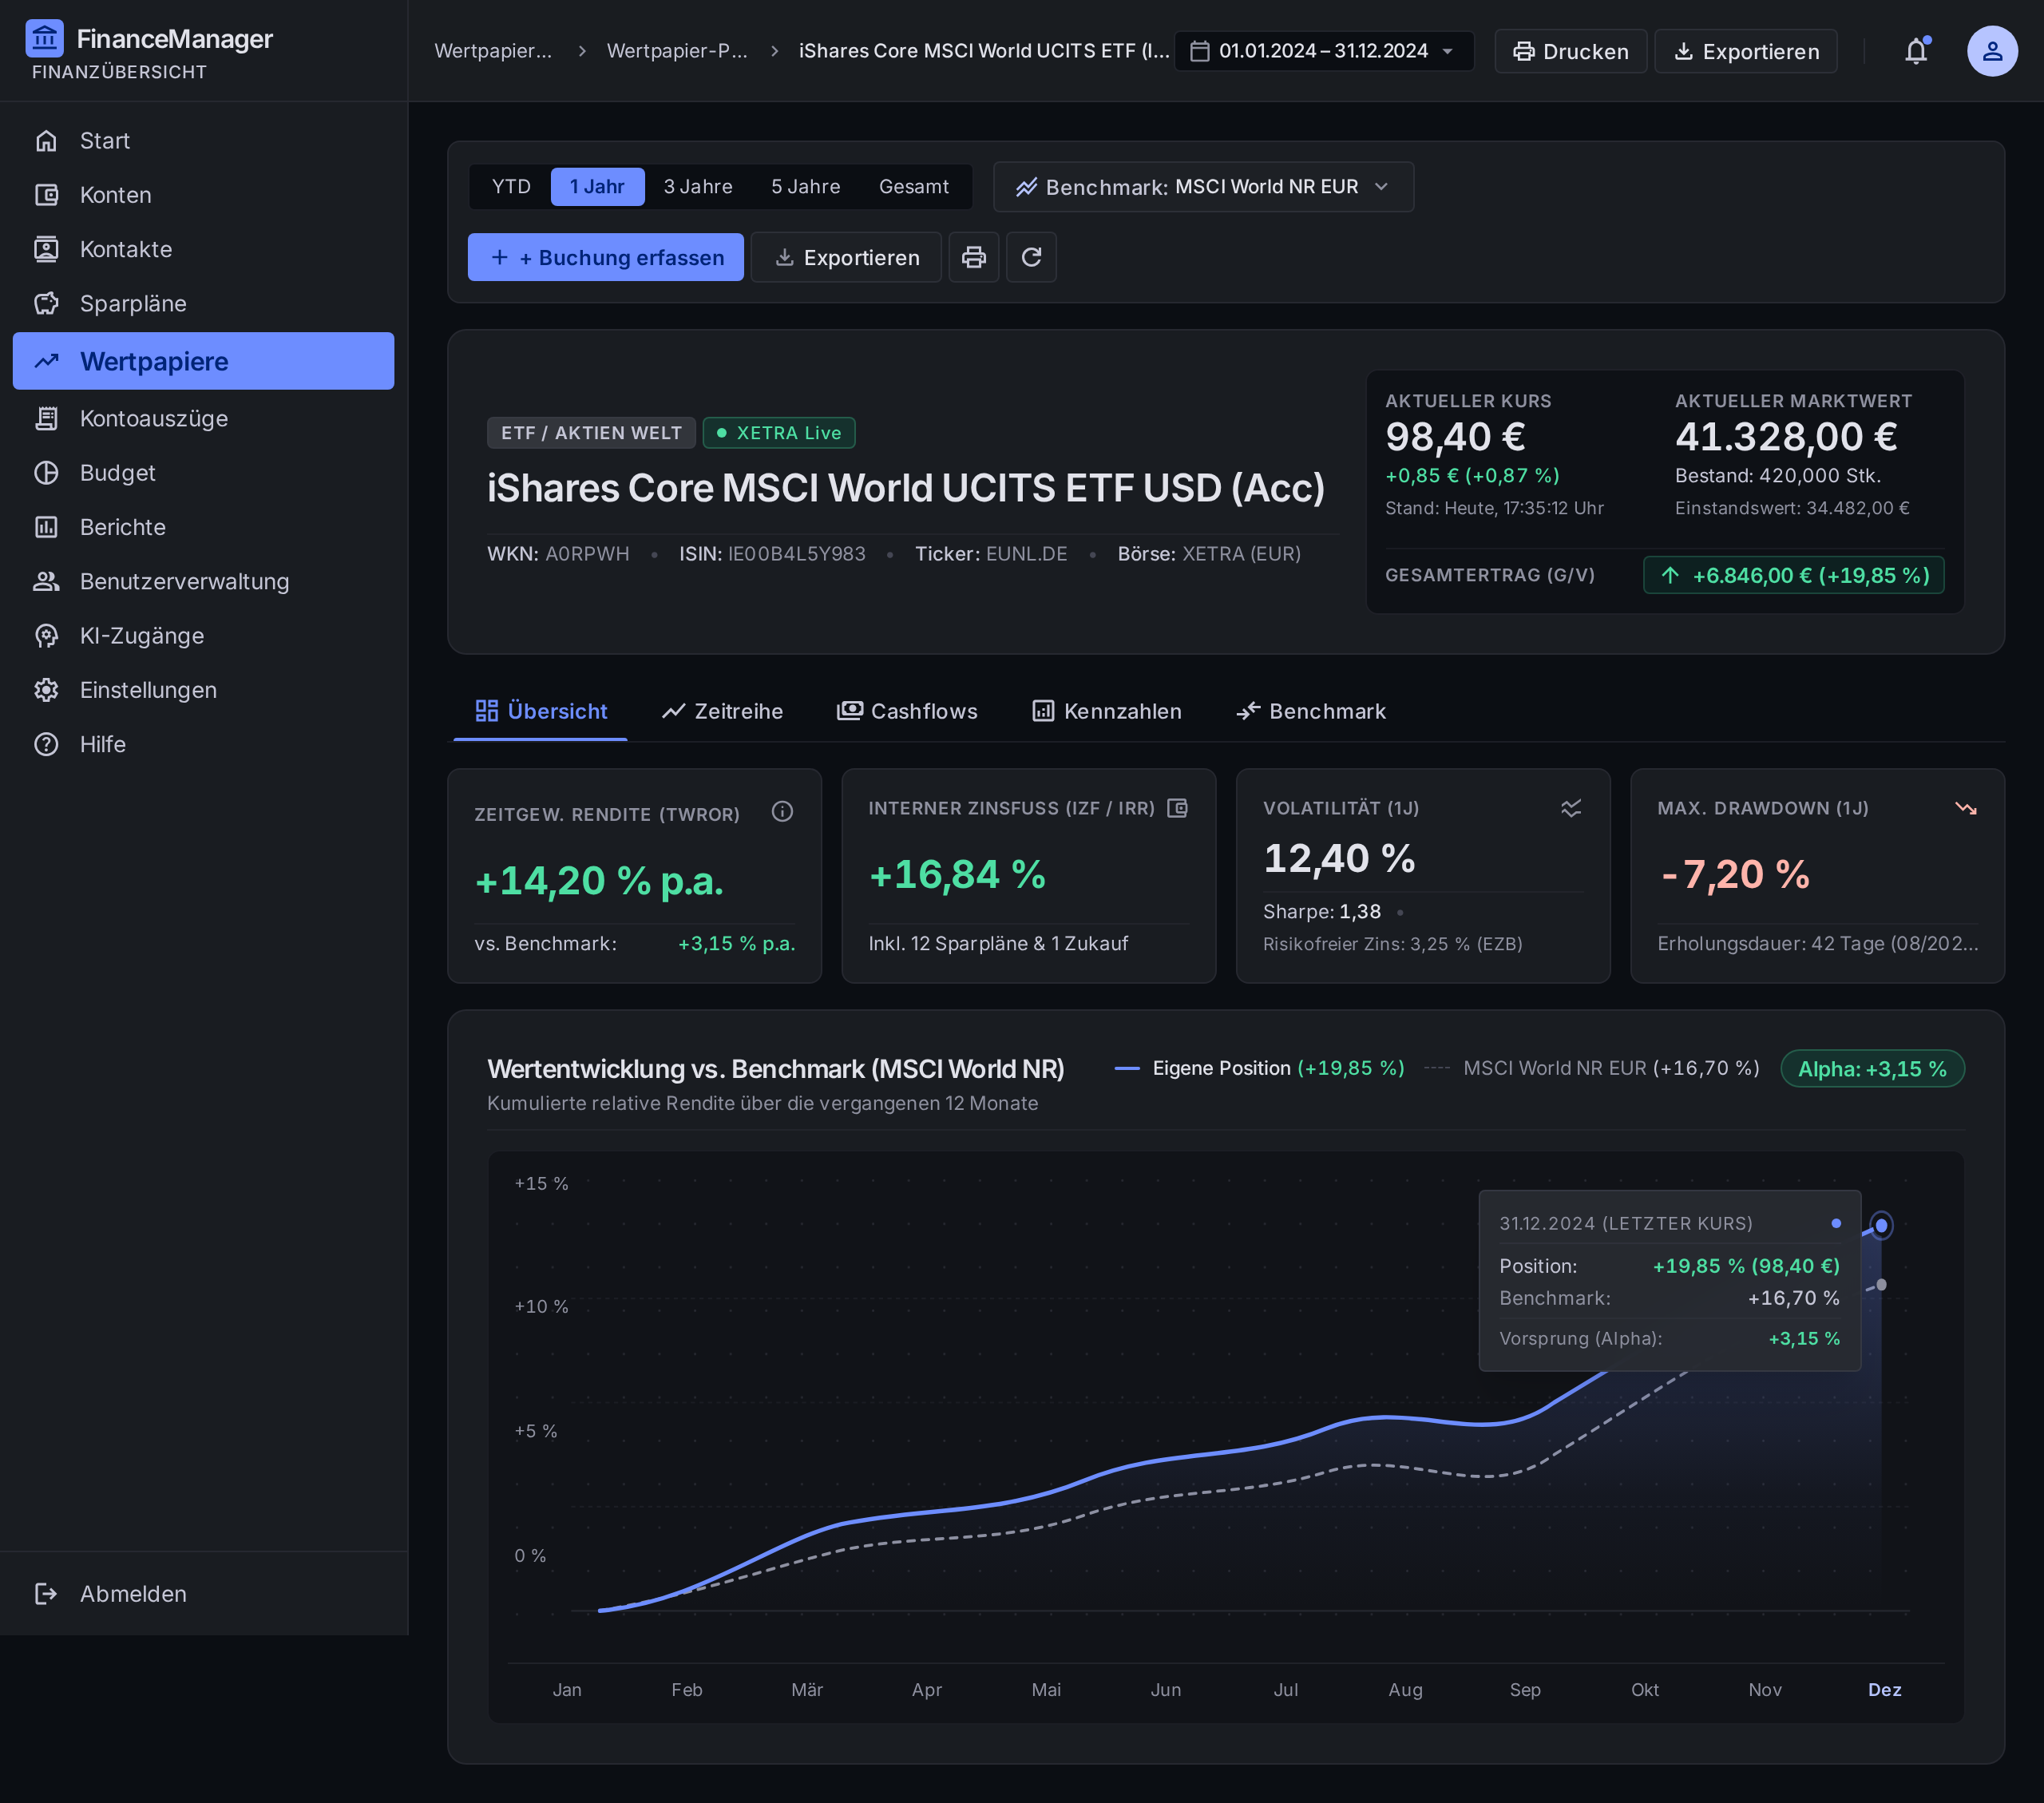 FinanceManager
FINANZÜBERSICHT
Start
Konten
Kontakte
Sparpläne
Wertpapiere
Kontoauszüge
Budget
Berichte
Benutzerverwaltung
KI-Zugänge
Einstellungen
Hilfe
Abmelden
Wertpapier... > Wertpapier-P... > iShares Core MSCI World UCITS ETF (I...
01.01.2024 – 31.12.2024
Drucken
Exportieren
YTD 1 Jahr 3 Jahre 5 Jahre Gesamt
Benchmark: MSCI World NR EUR
+ Buchung erfassen
Exportieren
ETF / AKTIEN WELT
XETRA Live
iShares Core MSCI World UCITS ETF USD (Acc)
WKN: A0RPWH • ISIN: IE00B4L5Y983 • Ticker: EUNL.DE • Börse: XETRA (EUR)
AKTUELLER KURS
98,40 €
+0,85 € (+0,87 %)
Stand: Heute, 17:35:12 Uhr
AKTUELLER MARKTWERT
41.328,00 €
Bestand: 420,000 Stk.
Einstandswert: 34.482,00 €
GESAMTERTRAG (G/V)
+6.846,00 € (+19,85 %)
Übersicht
Zeitreihe
Cashflows
Kennzahlen
Benchmark
ZEITGEW. RENDITE (TWROR)
+14,20 % p.a.
vs. Benchmark: +3,15 % p.a.
INTERNER ZINSFUSS (IZF / IRR)
+16,84 %
Inkl. 12 Sparpläne & 1 Zukauf
VOLATILITÄT (1J)
12,40 %
Sharpe: 1,38 •
Risikofreier Zins: 3,25 % (EZB)
MAX. DRAWDOWN (1J)
-7,20 %
Erholungsdauer: 42 Tage (08/202...
Wertentwicklung vs. Benchmark (MSCI World NR)
Kumulierte relative Rendite über die vergangenen 12 Monate
Eigene Position (+19,85 %)
MSCI World NR EUR (+16,70 %)
Alpha: +3,15 %
+15 %
+10 %
+5 %
0 %
31.12.2024 (LETZTER KURS)
Position: +19,85 % (98,40 €)
Benchmark: +16,70 %
Vorsprung (Alpha): +3,15 %
Jan Feb Mär Apr Mai Jun Jul Aug Sep Okt Nov Dez